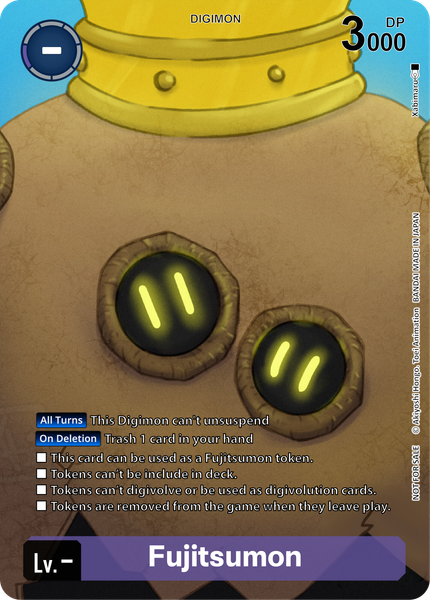 DIGIMON
DP
3000
-
Xabimaru
All Turns This Digimon can't unsuspend
On Deletion Trash 1 card in your hand
This card can be used as a Fujitsumon token.
Tokens can't be include in deck.
Tokens can't digivolve or be used as digivolution cards.
Tokens are removed from the game when they leave play.
NOT FOR SALE © Akiyoshi Hongo, Toei Animation BANDAI MADE IN JAPAN
Lv.-
Fujitsumon